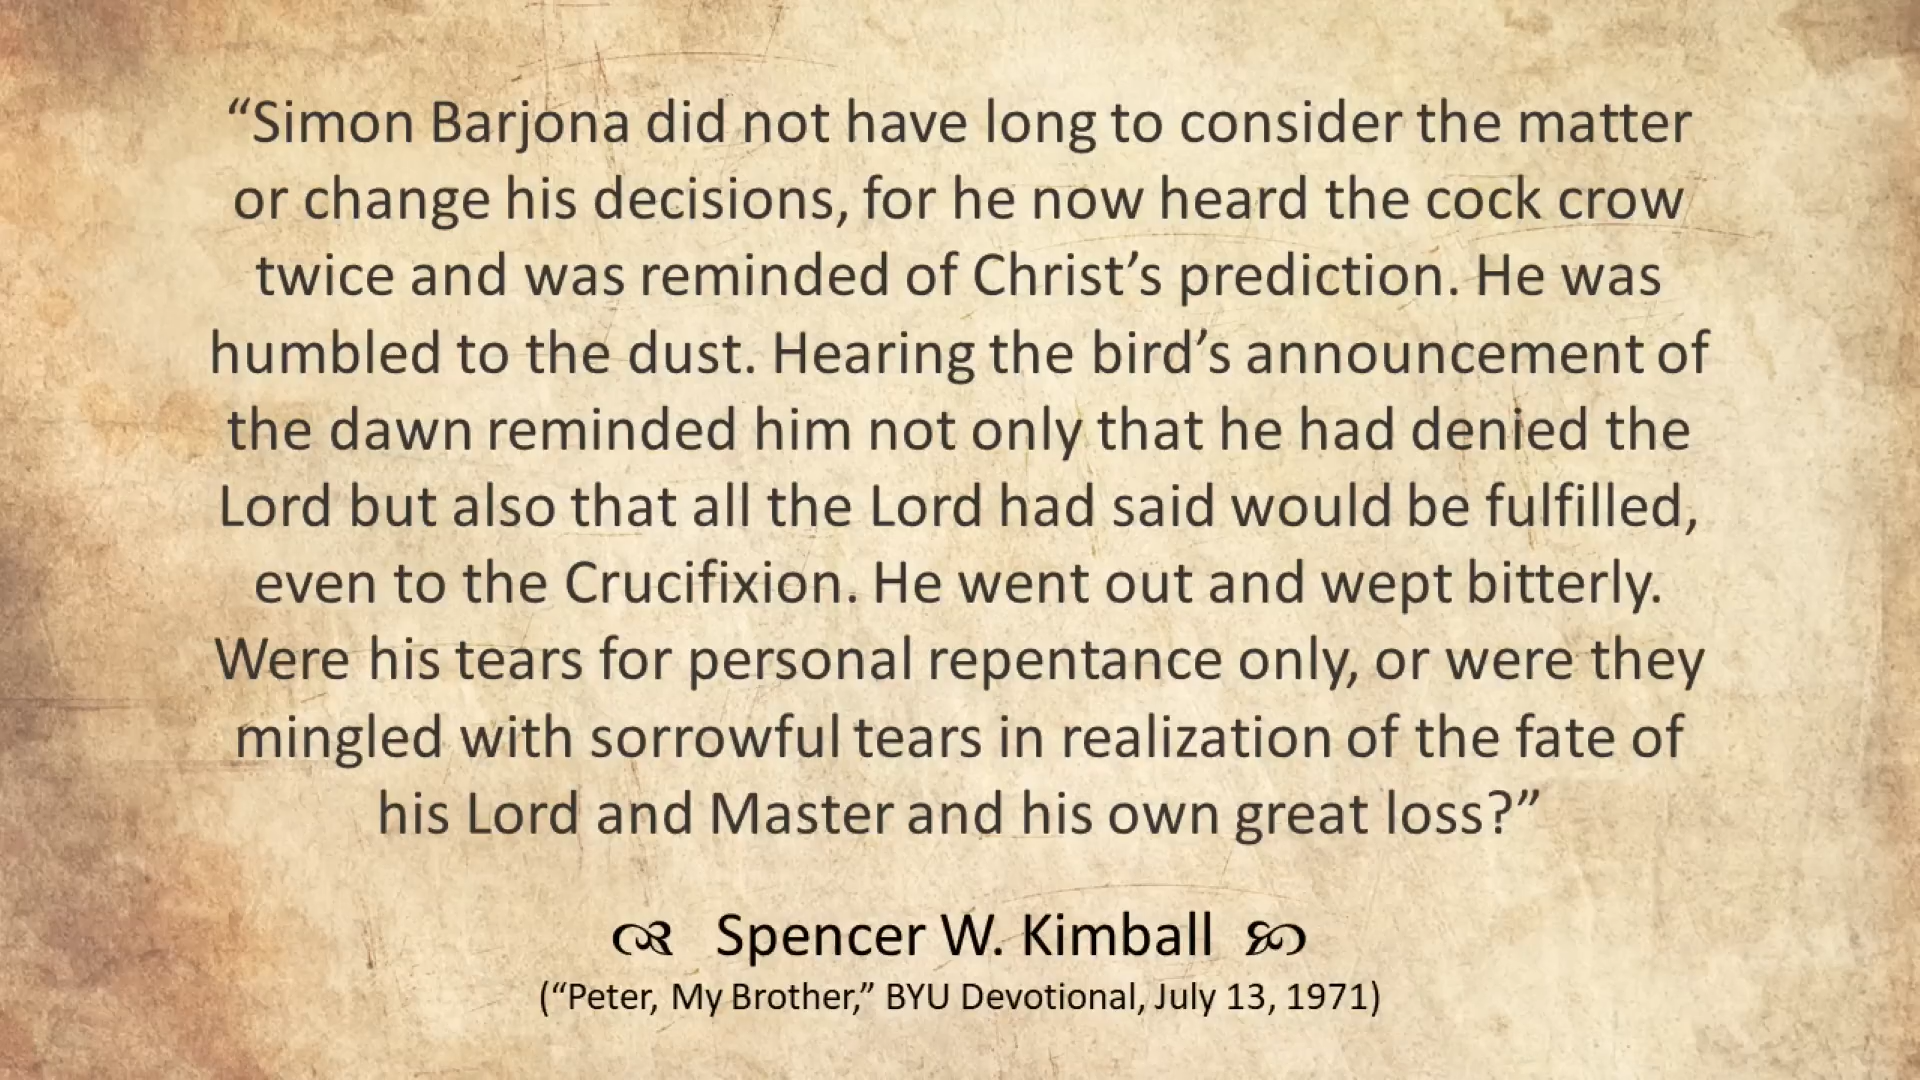 “Simon Barjona did not have long to consider the matter
or change his decisions, for he now heard the cock crow
twice and was reminded of Christ’s prediction. He was
humbled to the dust. Hearing the bird’s announcement of
the dawn reminded him not only that he had denied the
Lord but also that all the Lord had said would be fulfilled,
even to the Crucifixion. He went out and wept bitterly.
Were his tears for personal repentance only, or were they
mingled with sorrowful tears in realization of the fate of
his Lord and Master and his own great loss?”
Spencer W. Kimball
(“Peter, My Brother,” BYU Devotional, July 13, 1971)